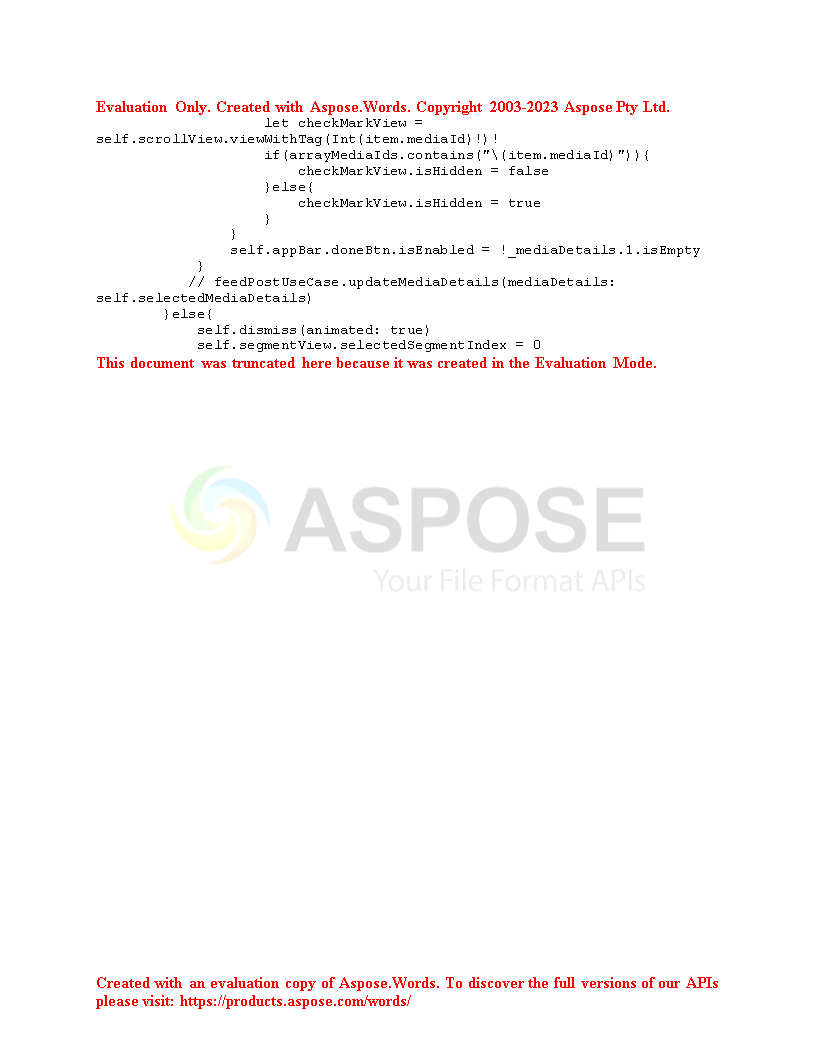 Evaluation Only. Created with Aspose.Words. Copyright 2003-2023 Aspose Pty Ltd.
let checkMarkView =
self.scrollView.viewWithTag(Int(item.mediaId)!)!
if(arrayMediaIds.contains("\(item.mediaId)")){
checkMarkView.isHidden = false
}else{
checkMarkView.isHidden = true
}
}
self.appBar.doneBtn.isEnabled = !_mediaDetails.1.isEmpty
}
// feedPostUseCase.updateMediaDetails(mediaDetails:
self.selectedMediaDetails)
}else{
self.dismiss(animated: true)
self.segmentView.selectedSegmentIndex = 0
This document was truncated here because it was created in the Evaluation Mode.
ASPOSE
Your File Format APIs
Created with an evaluation copy of Aspose.Words. To discover the full versions of our APIs
please visit: https://products.aspose.com/words/